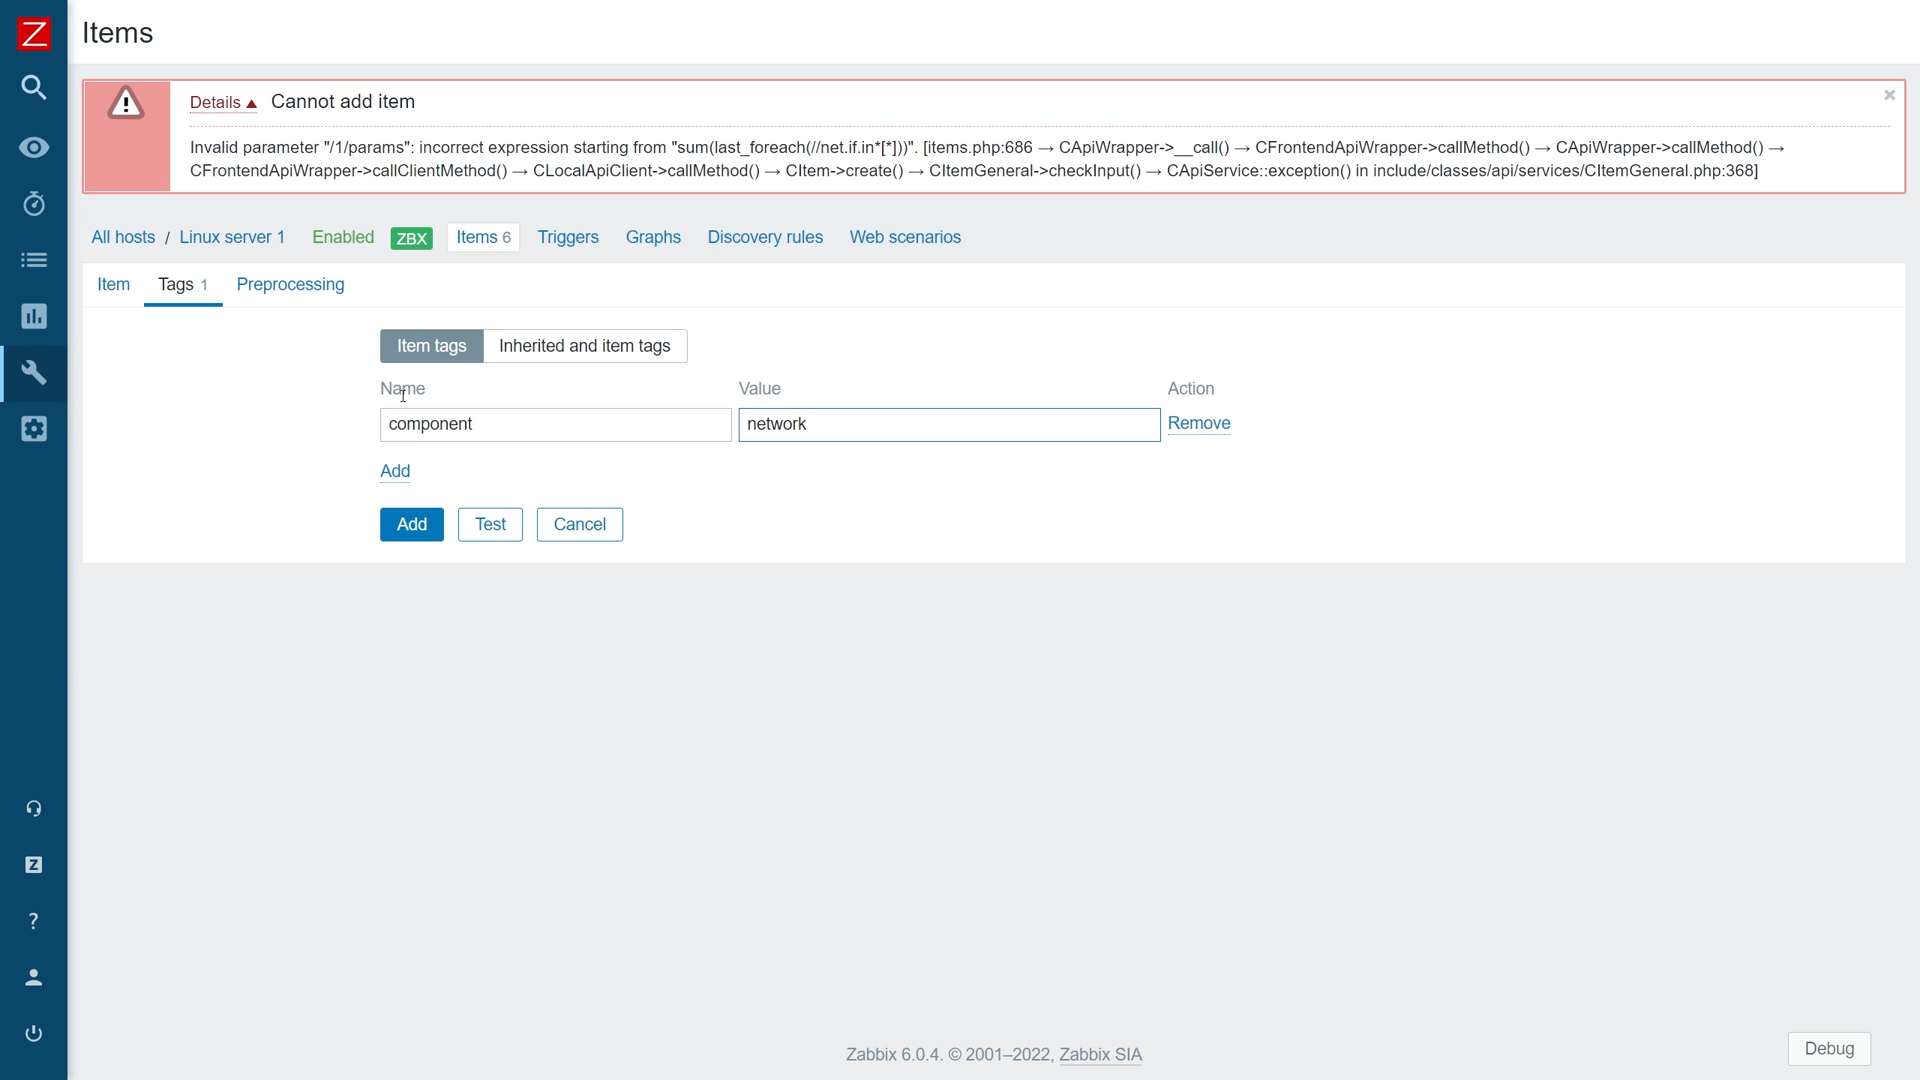 Z
Items
Details ▲ Cannot add item
Invalid parameter "/1/params": incorrect expression starting from "sum(last_foreach(//net.if.in*[*]))". [items.php:686 → CApiWrapper->__call() → CFrontendApiWrapper->callMethod() → CApiWrapper->callMethod() →
CFrontendApiWrapper->callClientMethod() → CLocalApiClient->callMethod() → CItem->create() → CItemGeneral->checkInput() → CApiService::exception() in include/classes/api/services/CItemGeneral.php:368]
All hosts / Linux server 1 Enabled ZBX Items 6 Triggers Graphs Discovery rules Web scenarios
Item Tags 1 Preprocessing
Item tags Inherited and item tags
Name Value Action
component network Remove
Add
Add Test Cancel
Z
?
Zabbix 6.0.4. © 2001–2022, Zabbix SIA
Debug